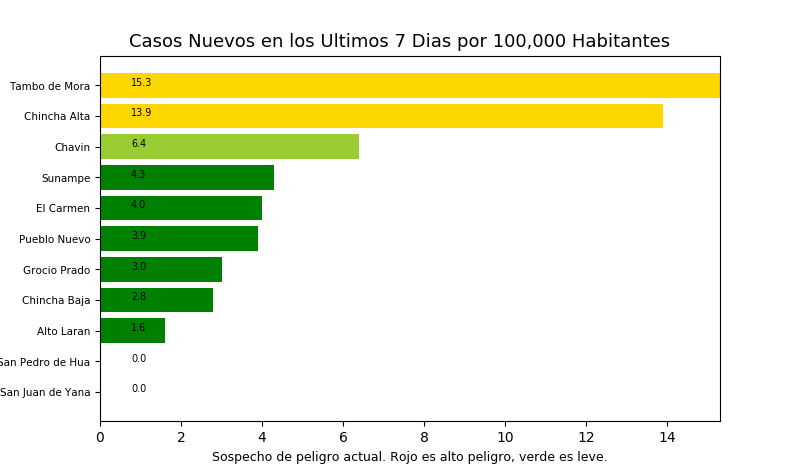 Casos Nuevos en los Ultimos 7 Dias por 100,000 Habitantes
Tambo de Mora 15.3
Chincha Alta 13.9
Chavin 6.4
Sunampe 4.3
El Carmen 4.0
Pueblo Nuevo 3.9
Grocio Prado 3.0
Chincha Baja 2.8
Alto Laran 1.6
San Pedro de Hua 0.0
San Juan de Yana 0.0
0 2 4 6 8 10 12 14
Sospecho de peligro actual. Rojo es alto peligro, verde es leve.